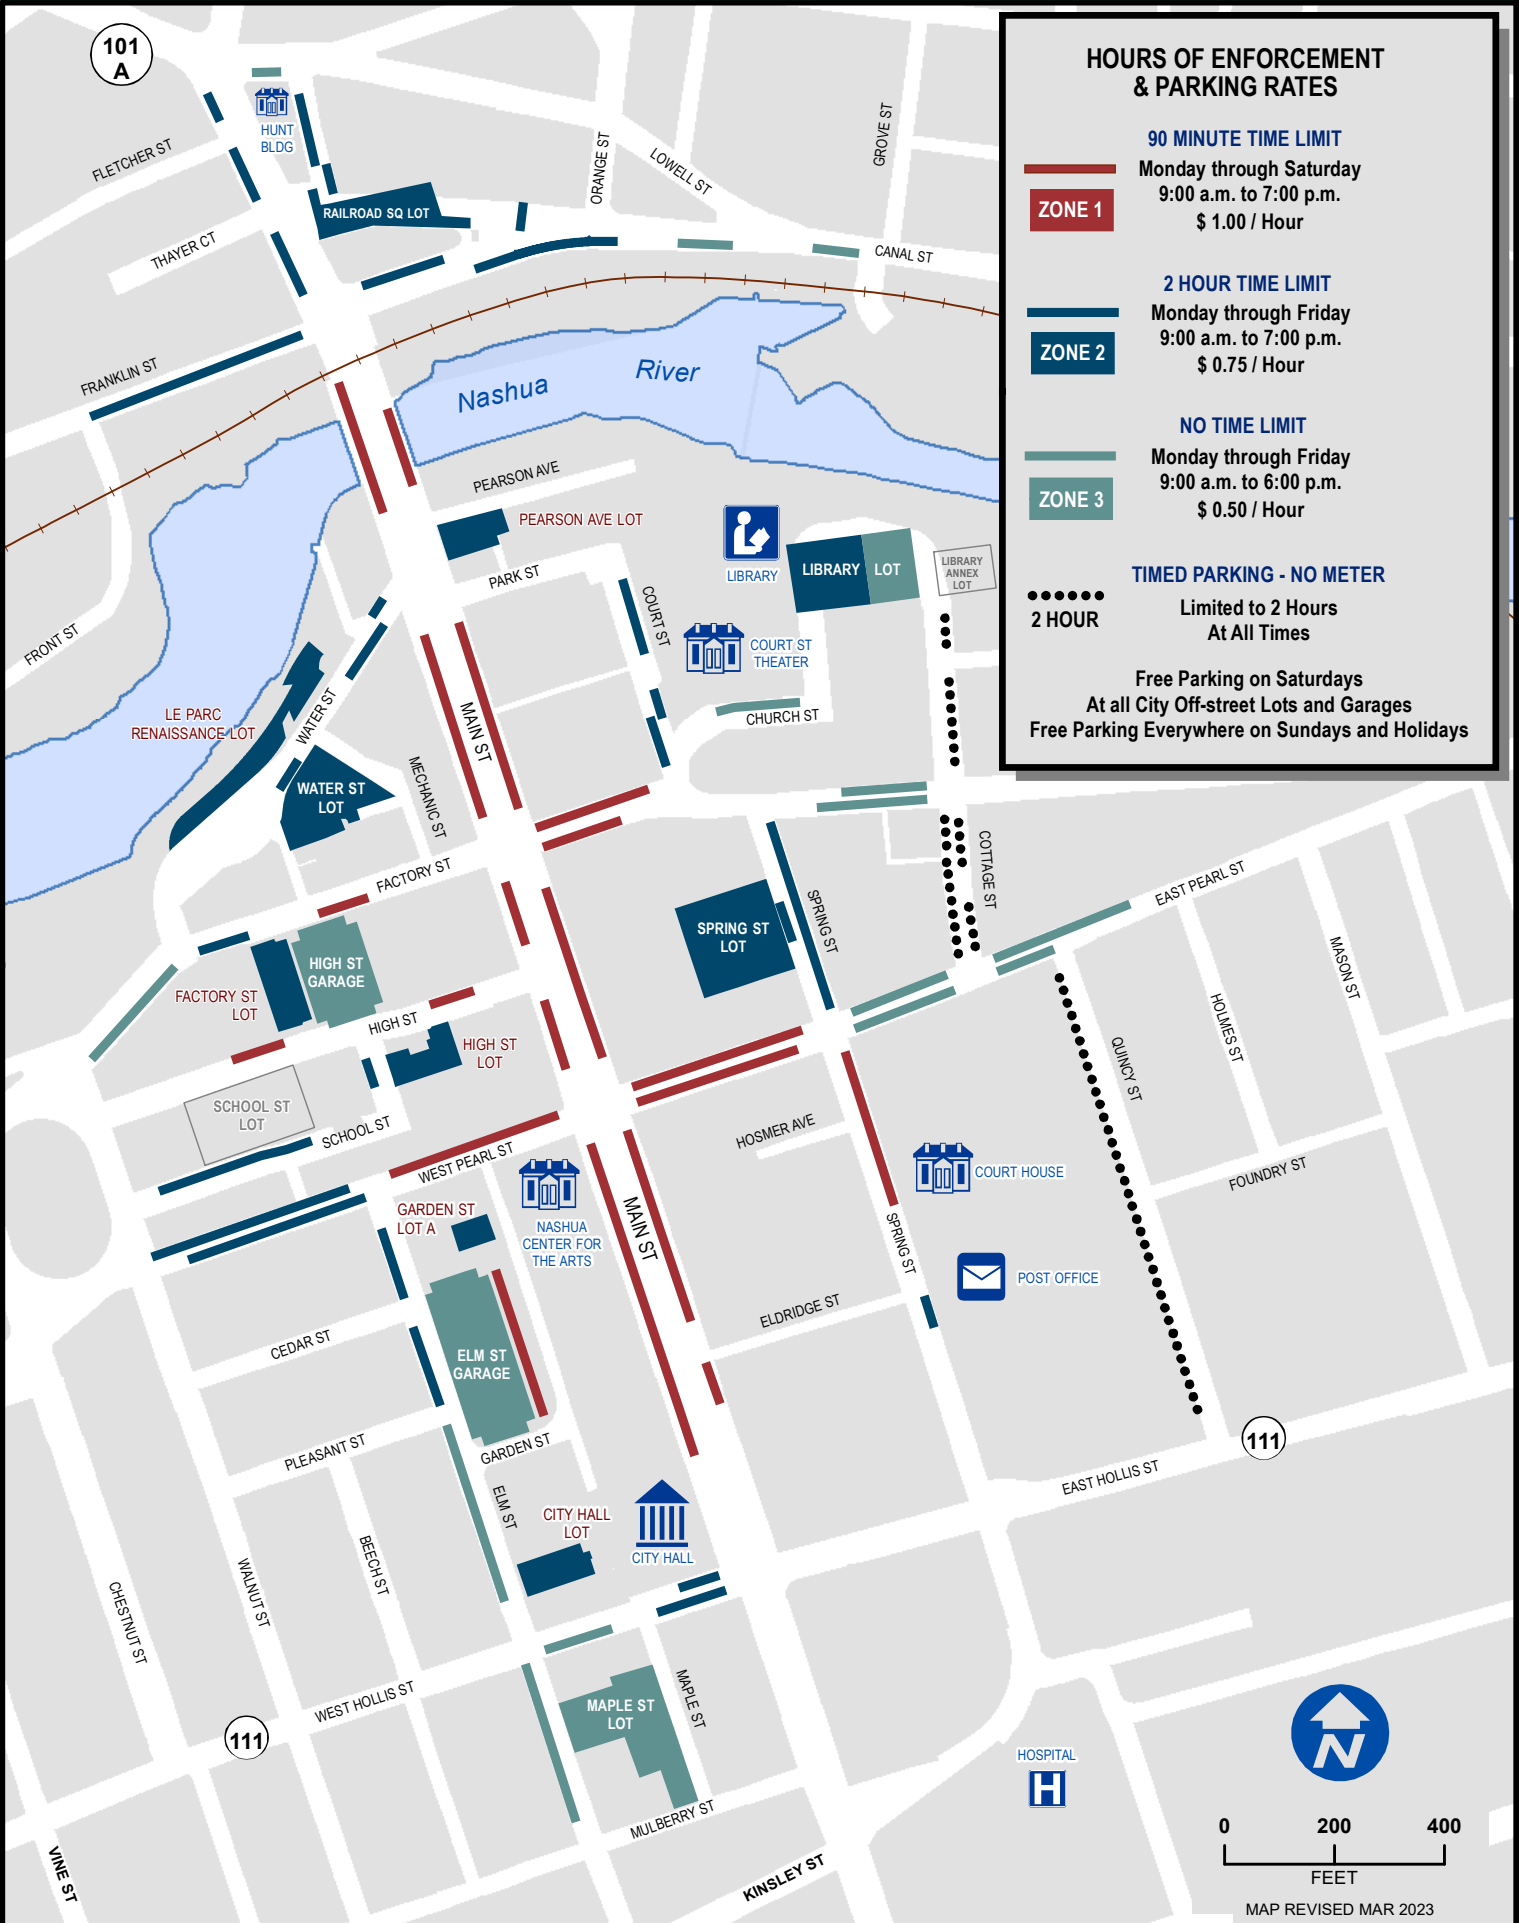 101
A
HUNT
BLDG
FLETCHER ST
THAYER CT
RAILROAD SQ LOT
ORANGE ST
LOWELL ST
GROVE ST
CANAL ST
FRANKLIN ST
Nashua
River
FRONT ST
PEARSON AVE
PEARSON AVE LOT
PARK ST
COURT ST
LIBRARY
LIBRARY LOT
LIBRARY
ANNEX
LOT
COURT ST
THEATER
CHURCH ST
LE PARC
RENAISSANCE LOT
WATER ST
WATER ST
LOT
MECHANIC ST
MAIN ST
FACTORY ST
HIGH ST
GARAGE
FACTORY ST
LOT
HIGH ST
HIGH ST
LOT
SCHOOL ST
LOT
SCHOOL ST
WEST PEARL ST
SPRING ST
LOT
SPRING ST
COTTAGE ST
EAST PEARL ST
MASON ST
HOLMES ST
QUINCY ST
FOUNDRY ST
HOSMER AVE
COURT HOUSE
GARDEN ST
LOT A
NASHUA
CENTER FOR
THE ARTS
MAIN ST
SPRING ST
POST OFFICE
ELDRIDGE ST
CEDAR ST
ELM ST
GARAGE
PLEASANT ST
GARDEN ST
ELM ST
CITY HALL
LOT
CITY HALL
EAST HOLLIS ST
111
CHESTNUT ST
WALNUT ST
BEECH ST
WEST HOLLIS ST
111
MAPLE ST
LOT
MAPLE ST
MULBERRY ST
KINSLEY ST
VINE ST
HOSPITAL
H
HOURS OF ENFORCEMENT
& PARKING RATES
90 MINUTE TIME LIMIT
Monday through Saturday
9:00 a.m. to 7:00 p.m.
ZONE 1
$ 1.00 / Hour
2 HOUR TIME LIMIT
Monday through Friday
9:00 a.m. to 7:00 p.m.
ZONE 2
$ 0.75 / Hour
NO TIME LIMIT
Monday through Friday
9:00 a.m. to 6:00 p.m.
ZONE 3
$ 0.50 / Hour
TIMED PARKING - NO METER
2 HOUR
Limited to 2 Hours
At All Times
Free Parking on Saturdays
At all City Off-street Lots and Garages
Free Parking Everywhere on Sundays and Holidays
N
0 200 400
FEET
MAP REVISED MAR 2023